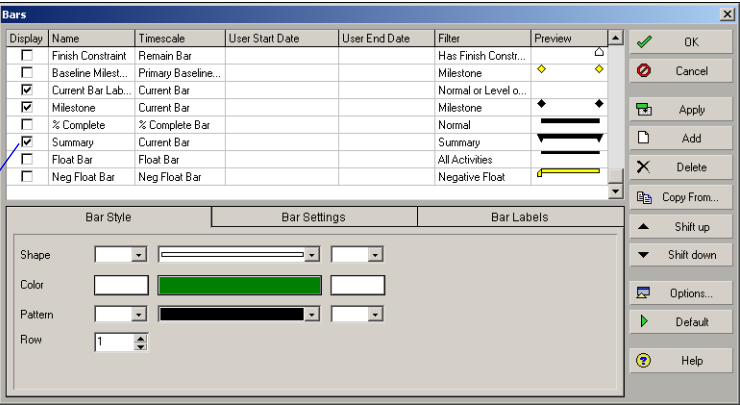 Bars
Display Name Timescale User Start Date User End Date Filter Preview
Finish Constraint Remain Bar Has Finish Constr...
Baseline Milest... Primary Baseline... Milestone
Current Bar Lab... Current Bar Normal or Level o...
Milestone Current Bar Milestone
% Complete % Complete Bar Normal
Summary Current Bar Summary
Float Bar Float Bar All Activities
Neg Float Bar Neg Float Bar Negative Float
Bar Style Bar Settings Bar Labels
Shape
Color
Pattern
Row 1
OK
Cancel
Apply
Add
Delete
Copy From...
Shift up
Shift down
Options...
Default
Help